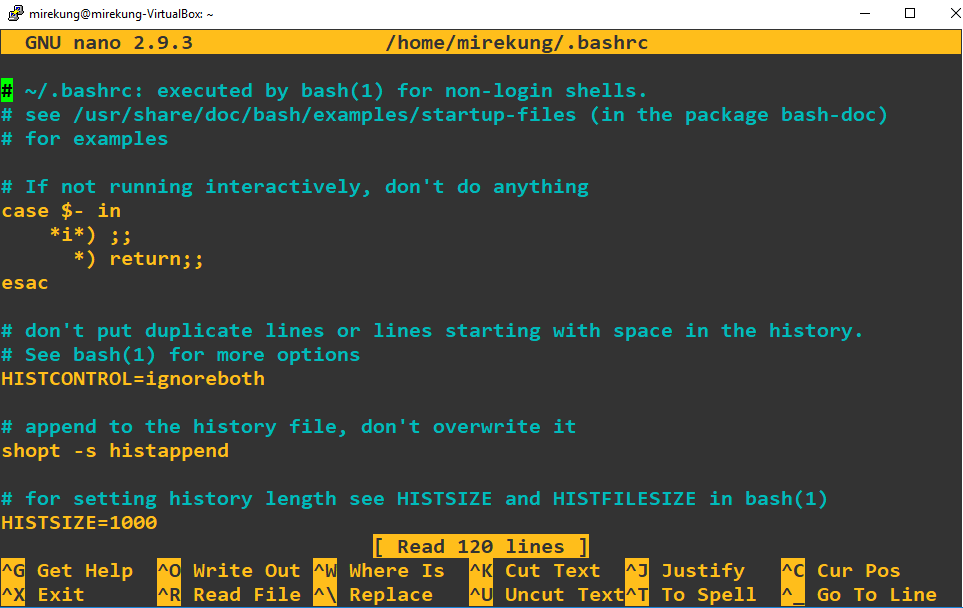 mirekung@mirekung-VirtualBox: ~
GNU nano 2.9.3 /home/mirekung/.bashrc
# ~/.bashrc: executed by bash(1) for non-login shells.
# see /usr/share/doc/bash/examples/startup-files (in the package bash-doc)
# for examples
# If not running interactively, don't do anything
case $- in
    *i*) ;;
      *) return;;
esac
# don't put duplicate lines or lines starting with space in the history.
# See bash(1) for more options
HISTCONTROL=ignoreboth
# append to the history file, don't overwrite it
shopt -s histappend
# for setting history length see HISTSIZE and HISTFILESIZE in bash(1)
HISTSIZE=1000
[ Read 120 lines ]
^G Get Help  ^O Write Out ^W Where Is  ^K Cut Text  ^J Justify   ^C Cur Pos
^X Exit      ^R Read File ^\ Replace   ^U Uncut Text^T To Spell  ^_ Go To Line